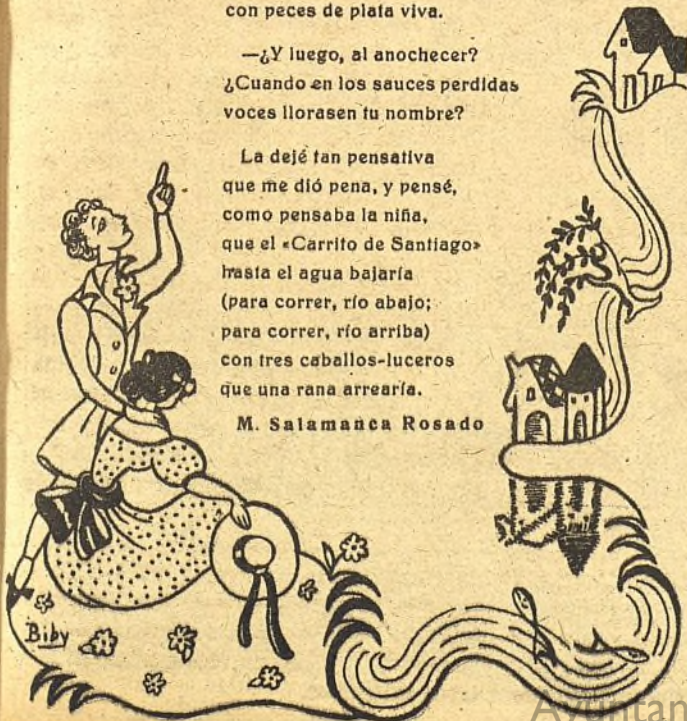 con peces de plata viva.
—¿Y luego, al anochecer?
¿Cuando en los sauces perdidas
voces llorasen tu nombre?
La dejé tan pensativa
que me dió pena, y pensé,
como pensaba la niña,
que el «Carrito de Santiago»
hasta el agua bajaría
(para correr, río abajo;
para correr, río arriba)
con tres caballos-luceros
que una rana arrearía.
M. Salamanca Rosado
Biby